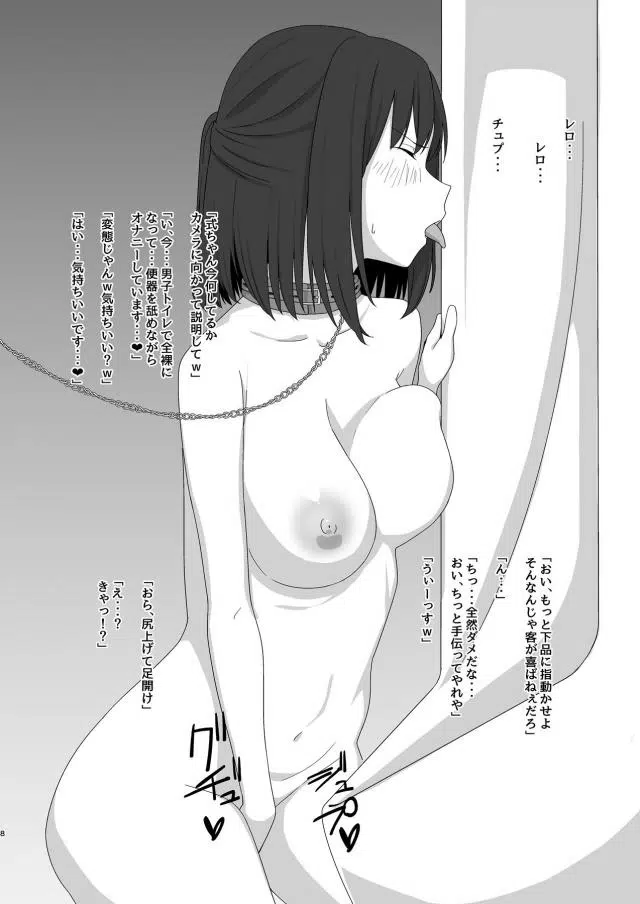 レロ・・・
レロ・・・
チュプ・・・
「式ちゃん今何してるか
カメラに向かって説明してw」
「い、今・・・男子トイレで全裸に
なって・・・便器を舐めながら
オナニーしています・・・❤」
「変態じゃんw気持ちいい?w」
「はい・・・気持ちいいです・・・❤」
「おい、もっと下品に指動かせよ
そんなんじゃ客が喜ばねえだろ」
「ん・・・」
「ちっ・・・全然ダメだな・・・
おい、ちっと手伝ってやれや」
「うぃーっすw」
「おら、尻上げて足開け」
「え・・・?
きゃっ!?」
ジュプ♡
グチュ♡
8